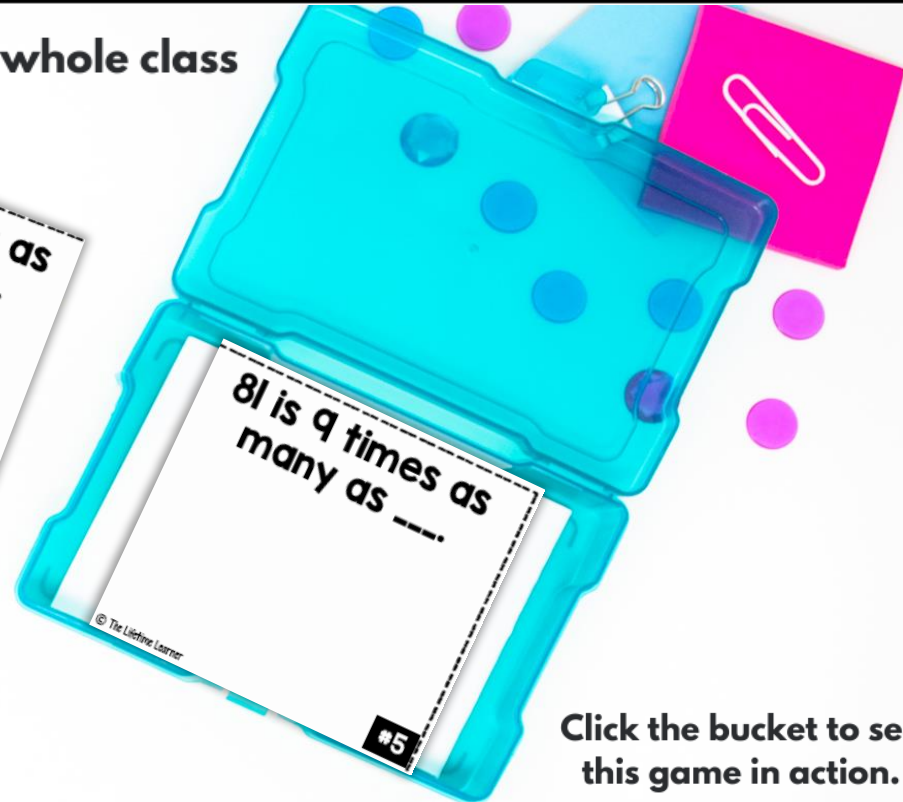 whole class
as
81 is 9 times as
many as ___.
© The Lifetime Learner
#5
Click the bucket to se
this game in action.